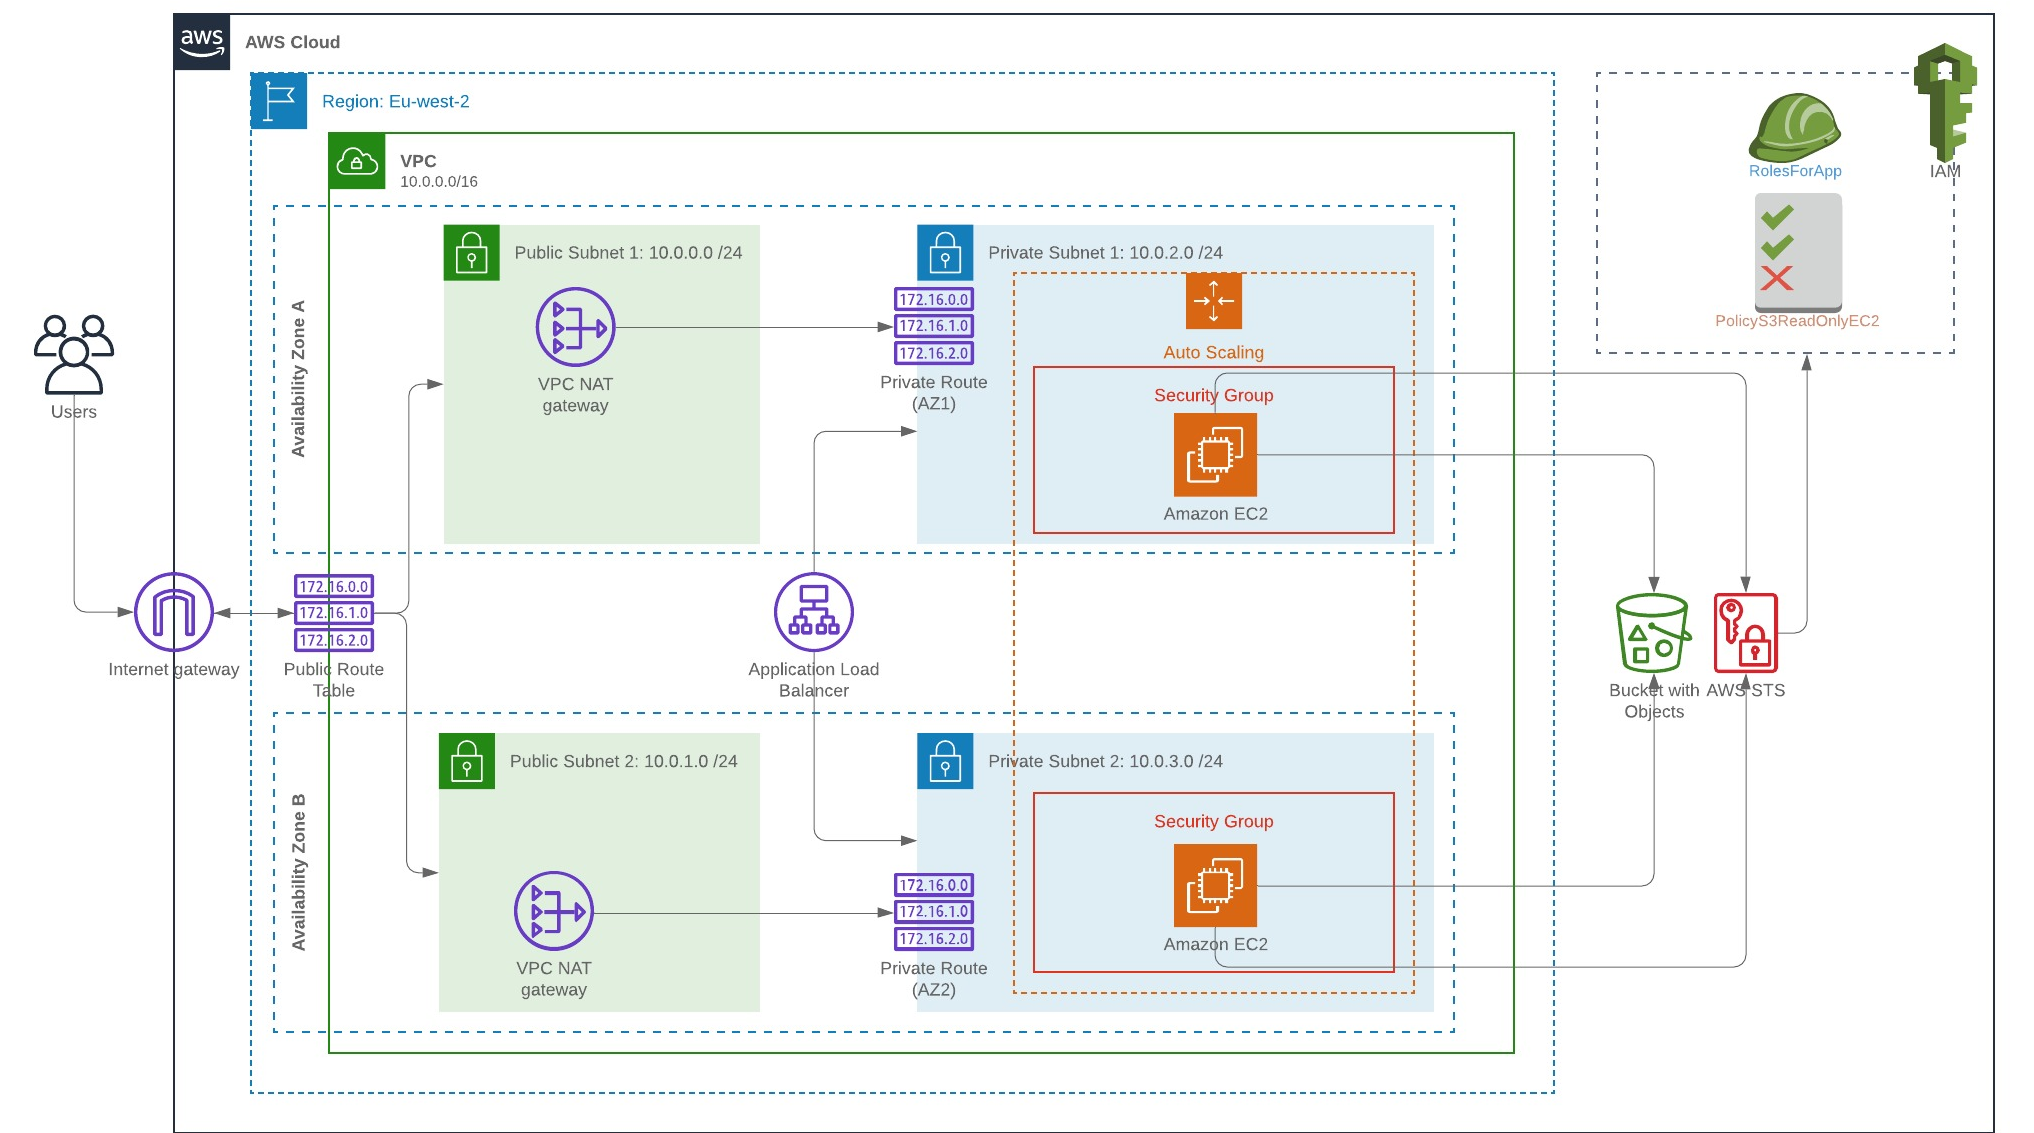 aws
AWS Cloud
Region: Eu-west-2
VPC
10.0.0.0/16
IAM
RolesForApp
PolicyS3ReadOnlyEC2
Availability Zone A
Public Subnet 1: 10.0.0.0 /24
VPC NAT
gateway
Private Subnet 1: 10.0.2.0 /24
172.16.0.0
172.16.1.0
172.16.2.0
Private Route
(AZ1)
Auto Scaling
Security Group
Amazon EC2
Users
Internet gateway
172.16.0.0
172.16.1.0
172.16.2.0
Public Route
Table
Application Load
Balancer
Bucket with
Objects
AWS STS
Availability Zone B
Public Subnet 2: 10.0.1.0 /24
VPC NAT
gateway
Private Subnet 2: 10.0.3.0 /24
172.16.0.0
172.16.1.0
172.16.2.0
Private Route
(AZ2)
Security Group
Amazon EC2